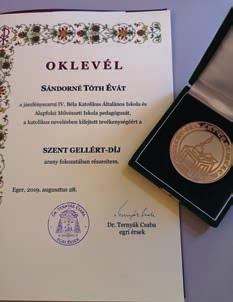 OKLEVÉL
SÁNDORNÉ TÓTH ÉVÁT
a jászfényszarui IV. Béla Katolikus Általános Iskola és
Alapfokú Művészeti Iskola pedagógusát,
a katolikus nevelésben kifejtett tevékenységéért a
SZENT GELLÉRT-DÍJ
arany fokozatában részesítem.
Eger, 2019. augusztus 28.
Dr. Ternyák Csaba
egri érsek